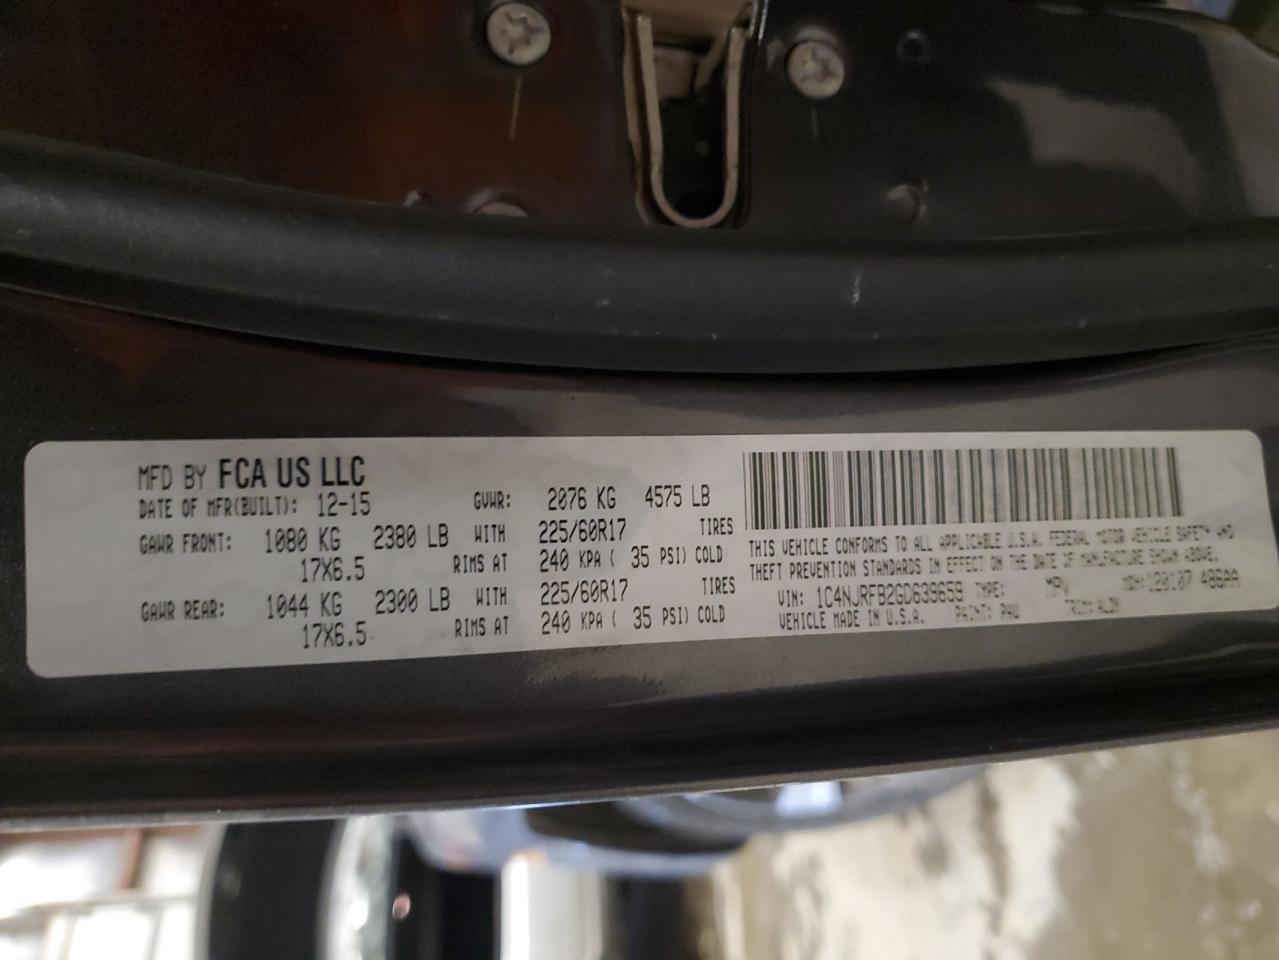 MFD BY FCA US LLC
DATE OF MFR(BUILT): 12-15 GVWR: 2076 KG 4575 LB
GAWR FRONT: 1080 KG 2380 LB WITH 225/60R17 TIRES
17X6.5 RIMS AT 240 KPA ( 35 PSI) COLD
GAWR REAR: 1044 KG 2300 LB WITH 225/60R17 TIRES
17X6.5 RIMS AT 240 KPA ( 35 PSI) COLD
THIS VEHICLE CONFORMS TO ALL APPLICABLE U.S.A. FEDERAL MOTOR VEHICLE SAFETY AND
THEFT PREVENTION STANDARDS IN EFFECT ON THE DATE OF MANUFACTURE SHOWN ABOVE.
VIN: 1C4NJRFB2GD639659 TYPE: MPV MDH: 120107 486AA
VEHICLE MADE IN U.S.A. PAINT: PAU TRIM: